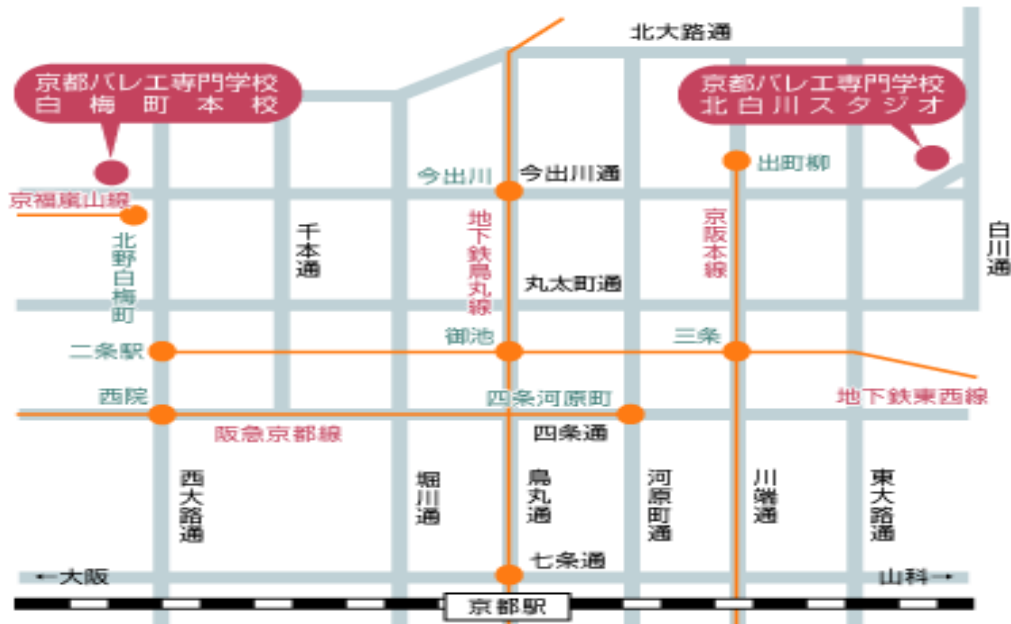 北大路通
京都バレエ専門学校
白梅町本校
京都バレエ専門学校
北白川スタジオ
今出川
今出川通
出町柳
京福嵐山線
北野白梅町
千本通
地下鉄烏丸線
京阪本線
白川通
丸太町通
二条駅
御池
三条
西院
四条河原町
地下鉄東西線
阪急京都線
四条通
西大路通
堀川通
烏丸通
河原町通
川端通
東大路通
七条通
←大阪
山科→
京都駅